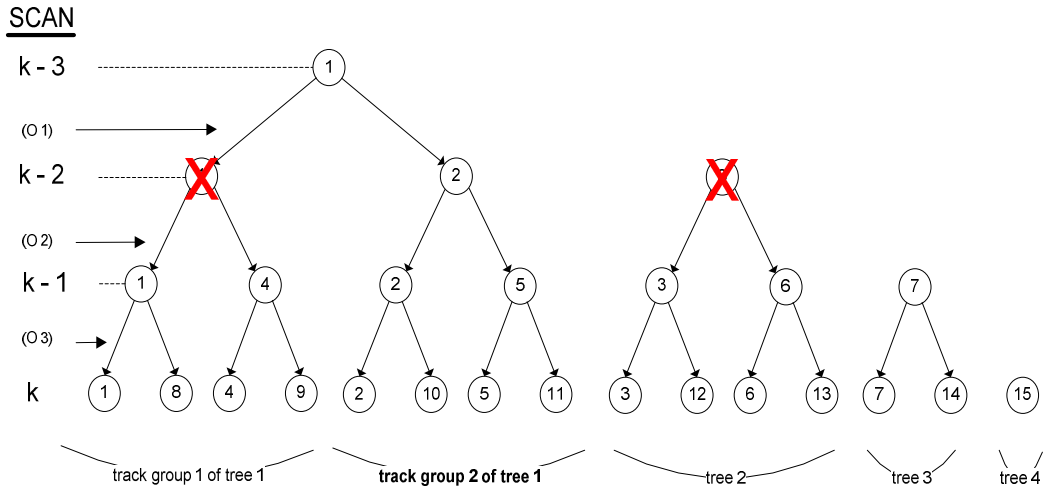 SCAN
k - 3
1
(O 1)
k - 2
X
2
X
(O 2)
k - 1
1
4
2
5
3
6
7
(O 3)
k
1
8
4
9
2
10
5
11
3
12
6
13
7
14
15
track group 1 of tree 1
track group 2 of tree 1
tree 2
tree 3
tree 4